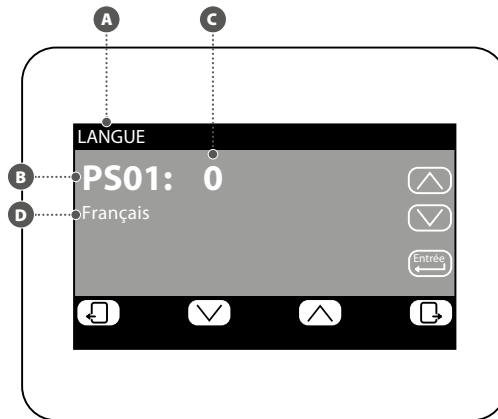 A C
LANGUE
B PS01: 0
D Français
Entrée